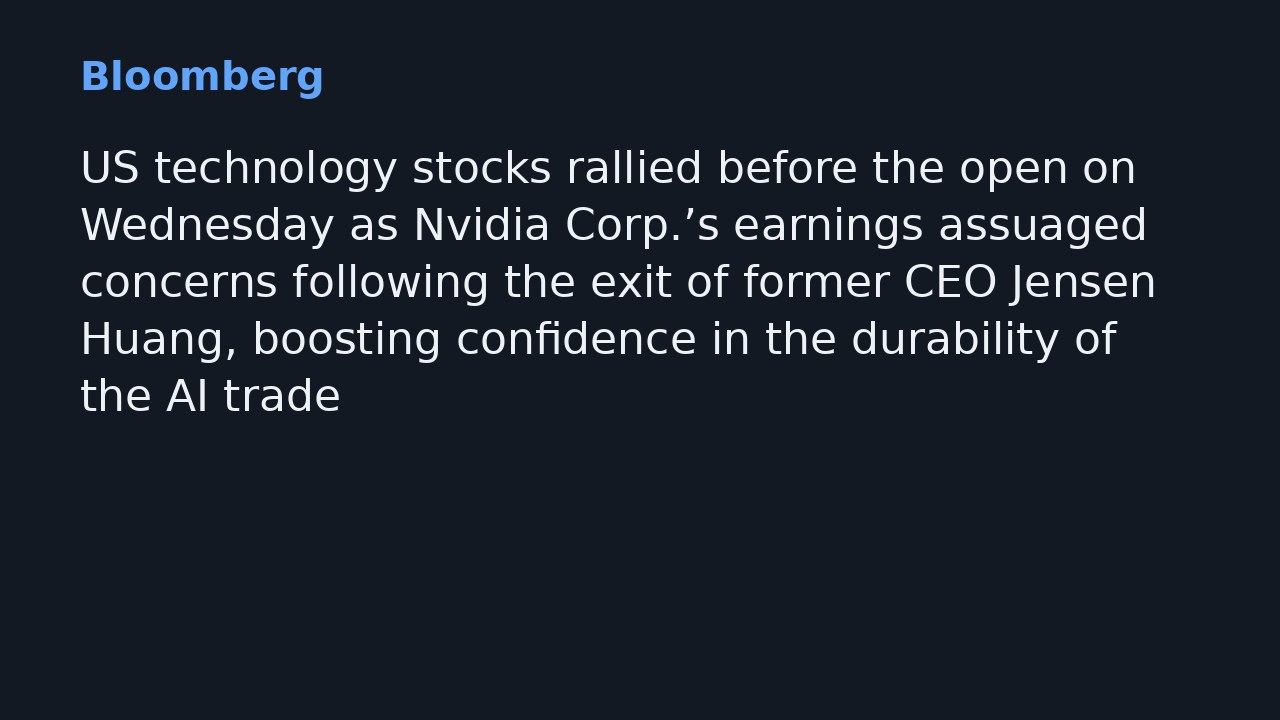 Bloomberg
US technology stocks rallied before the open on
Wednesday as Nvidia Corp.’s earnings assuaged
concerns following the exit of former CEO Jensen
Huang, boosting confidence in the durability of
the AI trade